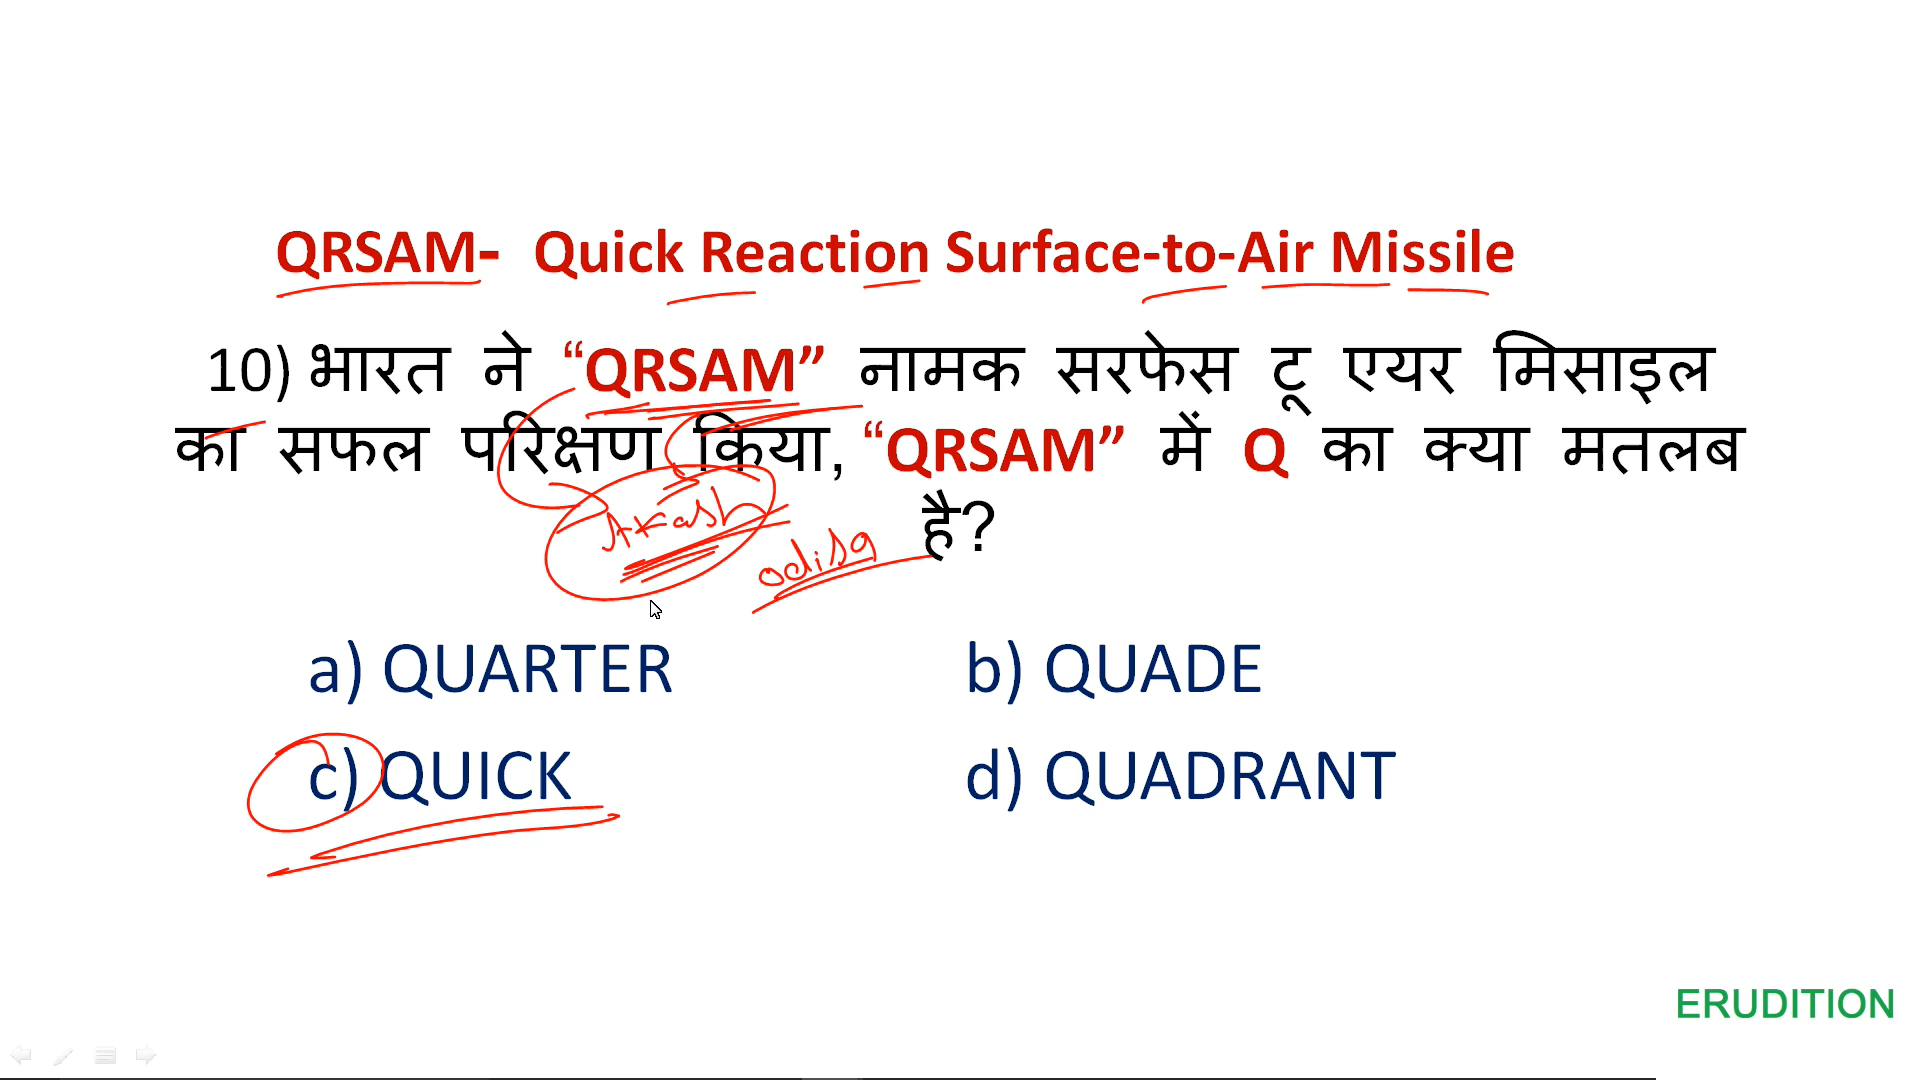 QRSAM- Quick Reaction Surface-to-Air Missile
10) भारत ने “QRSAM” नामक सरफेस टू एयर मिसाइल
का सफल परिक्षण किया, “QRSAM” में Q का क्या मतलब
है?
Akash
odisa
a) QUARTER b) QUADE
c) QUICK d) QUADRANT
ERUDITION